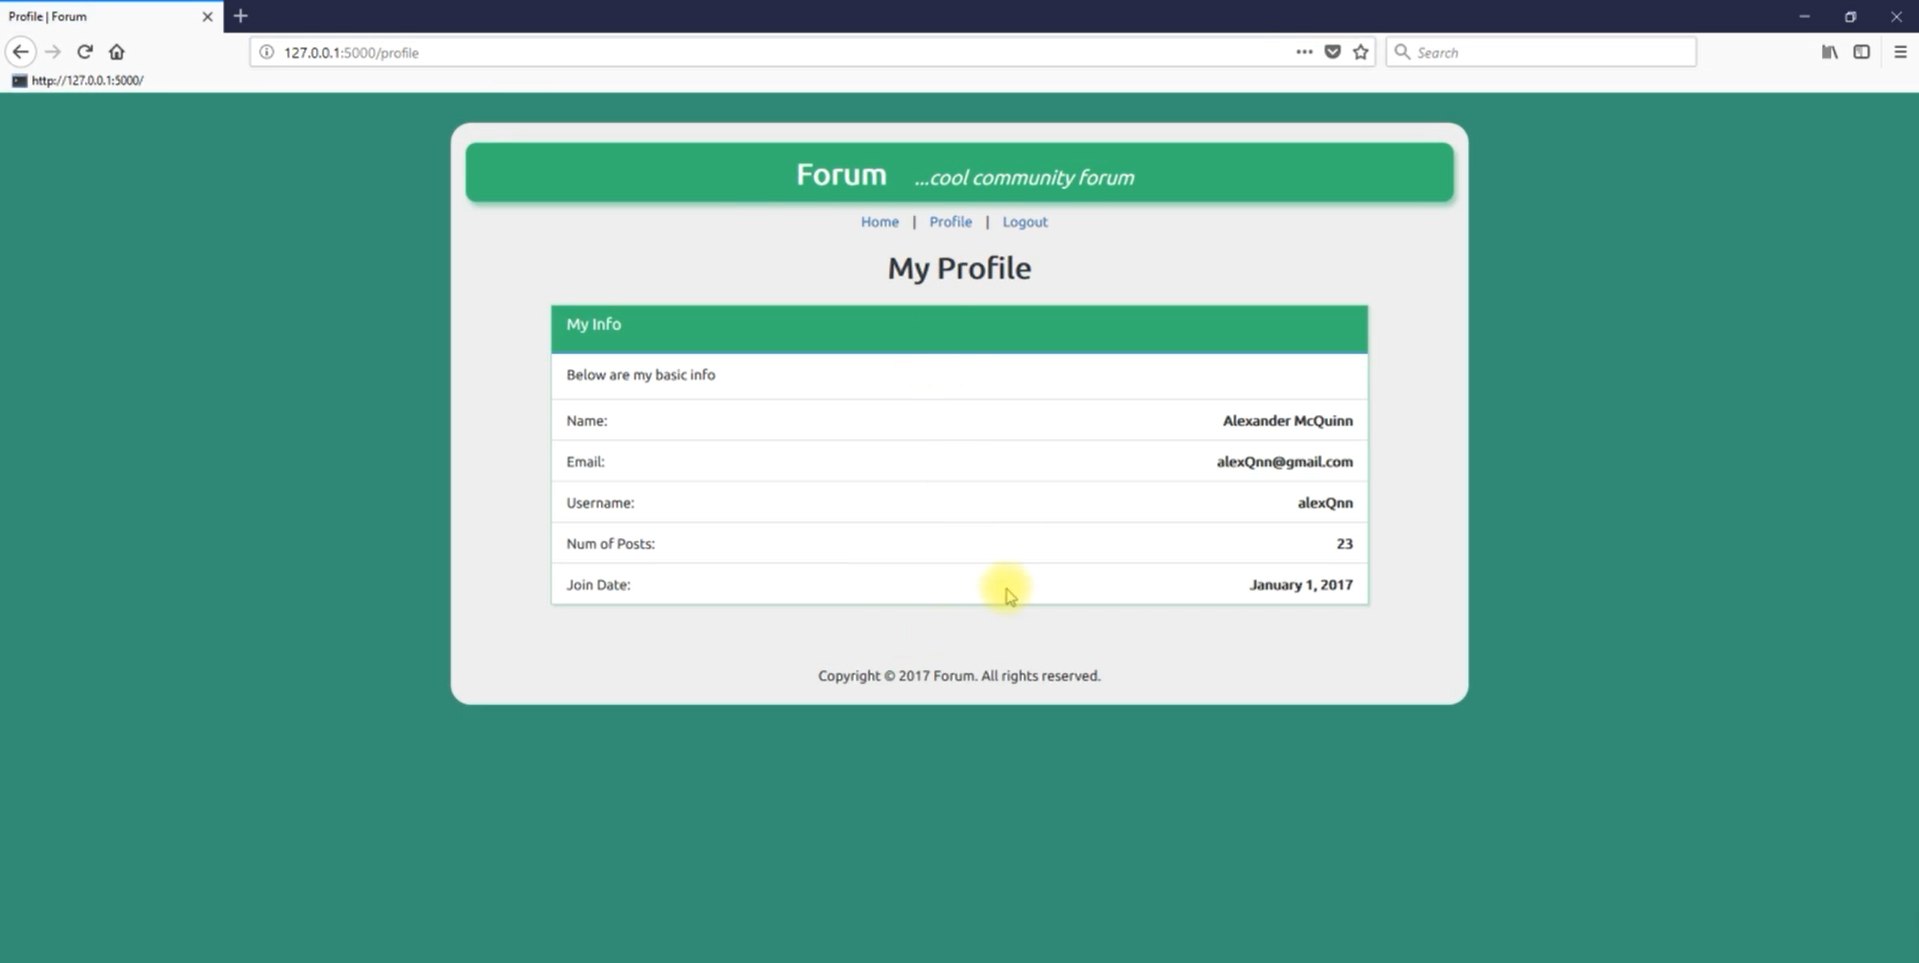 Profile | Forum
127.0.0.1:5000/profile
Search
http://127.0.0.1:5000/
Forum ...cool community forum
Home | Profile | Logout
My Profile
My Info
Below are my basic info
Name: Alexander McQuinn
Email: alexQnn@gmail.com
Username: alexQnn
Num of Posts: 23
Join Date: January 1, 2017
Copyright © 2017 Forum. All rights reserved.